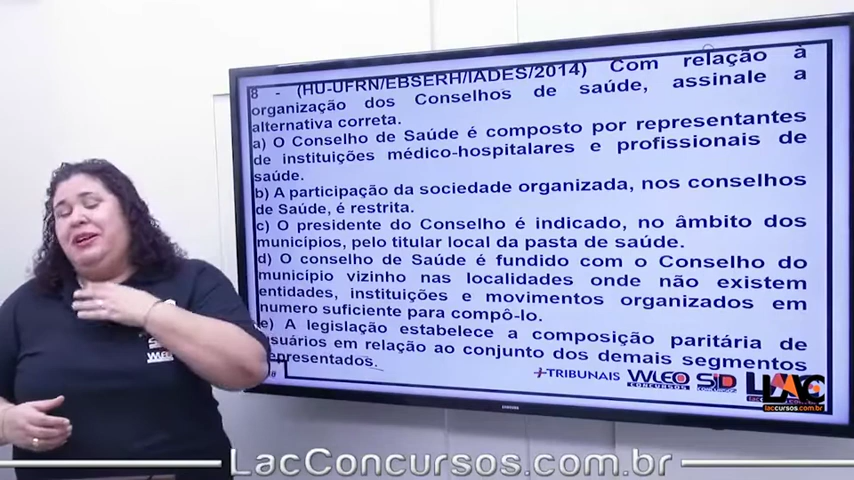 8 - (HU-UFRN/EBSERH/IADES/2014) Com relação à
organização dos Conselhos de saúde, assinale a
alternativa correta.
a) O Conselho de Saúde é composto por representantes
de instituições médico-hospitalares e profissionais de
saúde.
b) A participação da sociedade organizada, nos conselhos
de Saúde, é restrita.
c) O presidente do Conselho é indicado, no âmbito dos
municípios, pelo titular local da pasta de saúde.
d) O conselho de Saúde é fundido com o Conselho do
município vizinho nas localidades onde não existem
entidades, instituições e movimentos organizados em
numero suficiente para compô-lo.
e) A legislação estabelece a composição paritária de
usuários em relação ao conjunto dos demais segmentos
representados.
+TRIBUNAIS WLEO CONCURSOS SD LAC
laccursos.com.br
LacConcursos.com.br